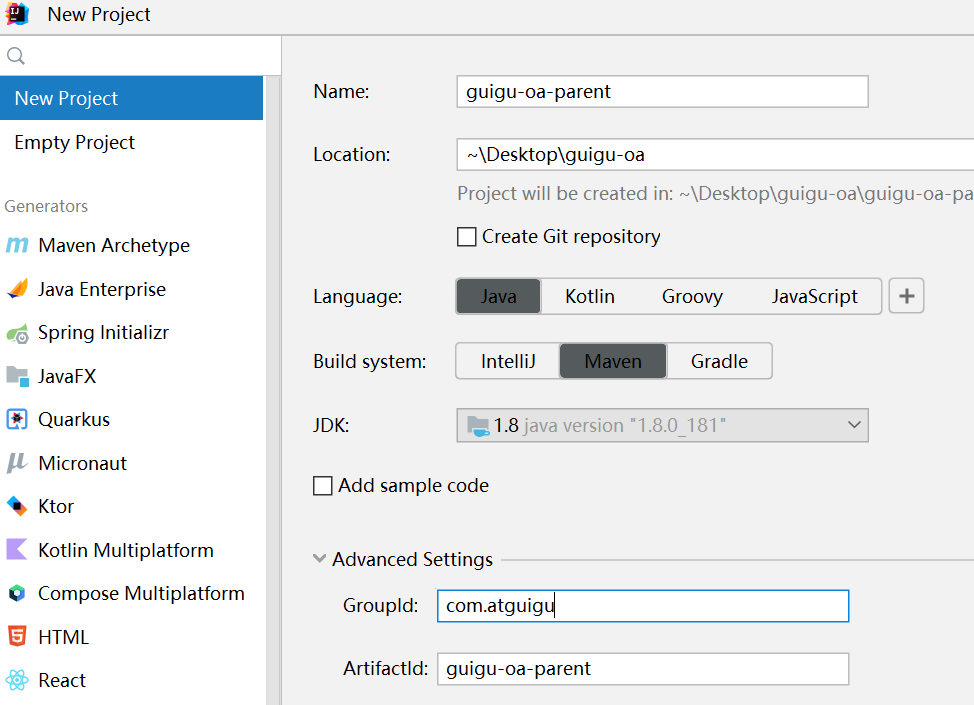 New Project
New Project
Empty Project
Generators
Maven Archetype
Java Enterprise
Spring Initializr
JavaFX
Quarkus
Micronaut
Ktor
Kotlin Multiplatform
Compose Multiplatform
HTML
React
Name: guigu-oa-parent
Location: ~\Desktop\guigu-oa
Project will be created in: ~\Desktop\guigu-oa\guigu-oa-pa
Create Git repository
Language: Java Kotlin Groovy JavaScript +
Build system: IntelliJ Maven Gradle
JDK: 1.8 java version "1.8.0_181"
Add sample code
Advanced Settings
GroupId: com.atguigu
ArtifactId: guigu-oa-parent